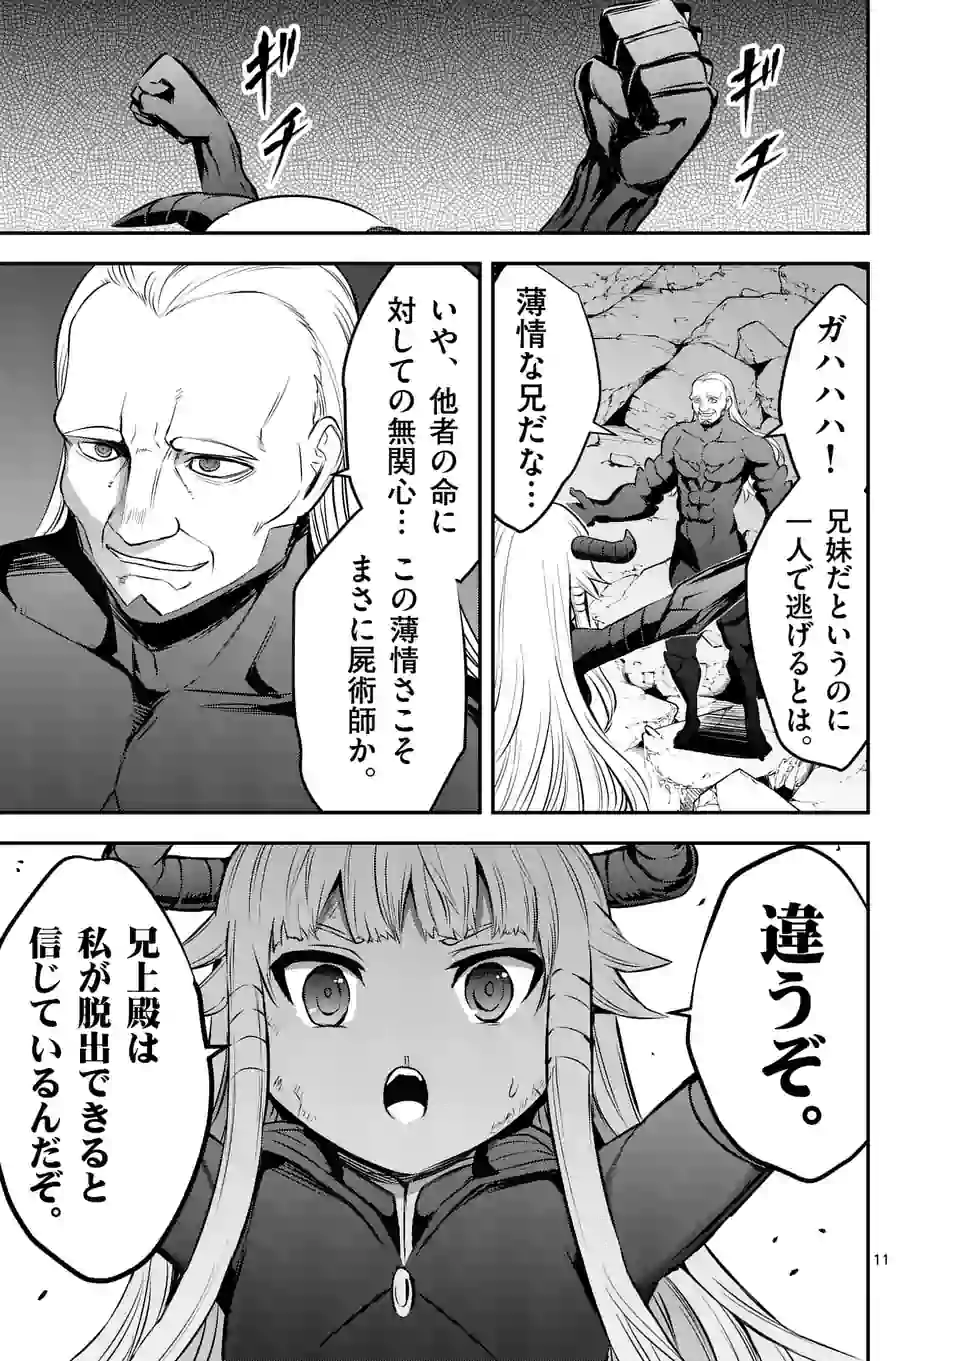 ギチ
ギチ
ガハハハ！
兄妹だというのに
一人で逃げるとは。
薄情な兄だな…
いや、他者の命に
対しての無関心…
この薄情さこそ
まさに屍術師か。
違うぞ。
兄上殿は
私が脱出できると
信じているんだぞ。
11